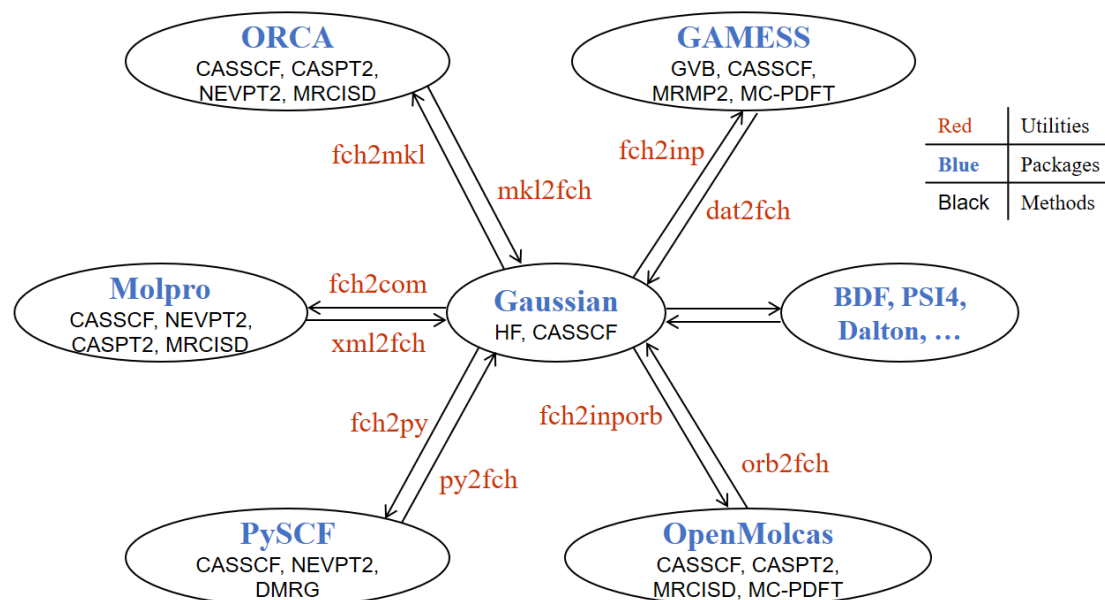 ORCA
CASSCF, CASPT2,
NEVPT2, MRCISD
GAMESS
GVB, CASSCF,
MRMP2, MC-PDFT
Red Utilities
Blue Packages
Black Methods
fch2mkl
mkl2fch
fch2inp
dat2fch
Molpro
CASSCF, NEVPT2,
CASPT2, MRCISD
fch2com
xml2fch
Gaussian
HF, CASSCF
BDF, PSI4,
Dalton, …
fch2py
py2fch
fch2inporb
orb2fch
PySCF
CASSCF, NEVPT2,
DMRG
OpenMolcas
CASSCF, CASPT2,
MRCISD, MC-PDFT